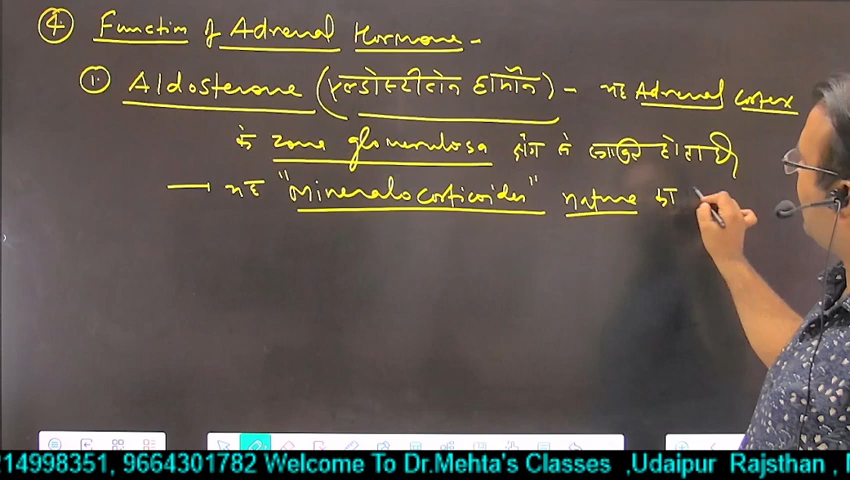 ④ Function of Adrenal Hormone -
① Aldosterone (एल्डोस्टीरोन हार्मोन) - यह Adrenal Cortex
के zona glomerulosa क्षेत्र से स्त्रावित होता है
→ यह "Mineralocorticoides" nature का
214998351, 9664301782 Welcome To Dr.Mehta's Classes ,Udaipur Rajsthan ,